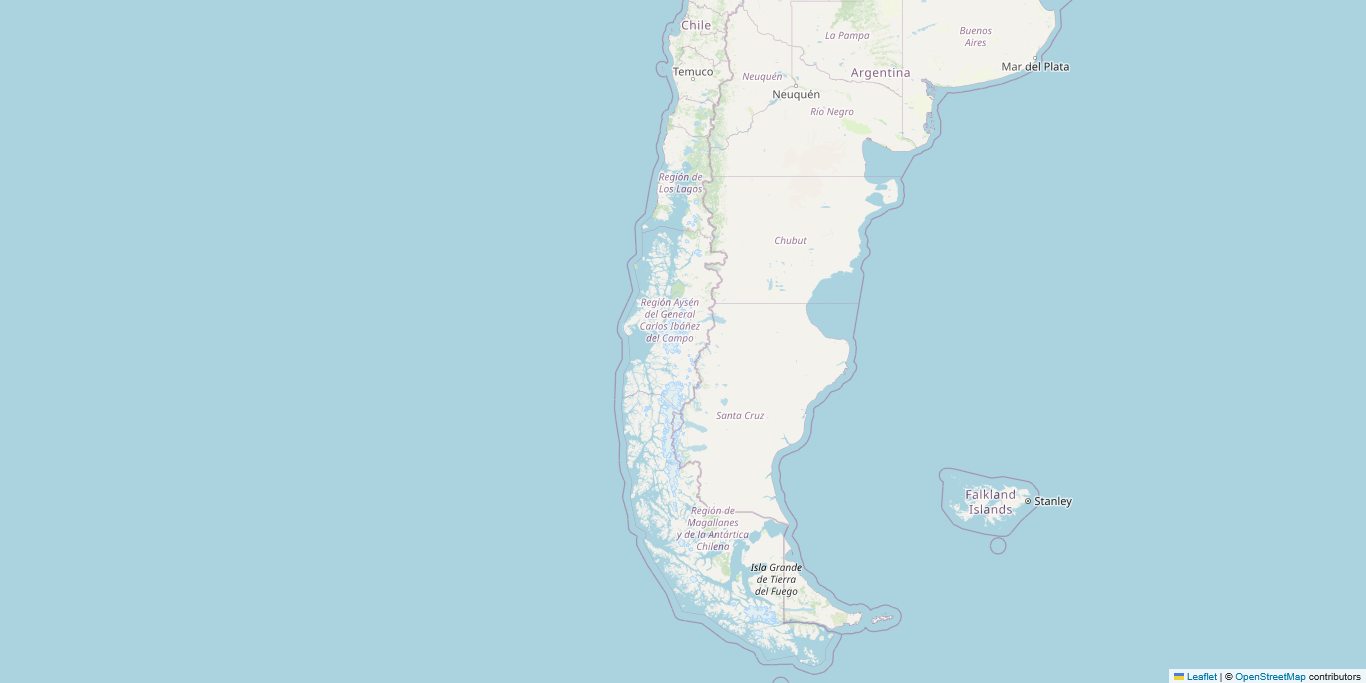 Chile
La Pampa
Buenos
Aires
Mar del Plata
Temuco
Neuquén
Argentina
Neuquén
Río Negro
Región de
Los Lagos
Chubut
Región Aysén
del General
Carlos Ibáñez
del Campo
Santa Cruz
Falkland
Islands
Stanley
Región de
Magallanes
y de la Antártica
Chilena
Isla Grande
de Tierra
del Fuego
Leaflet | © OpenStreetMap contributors